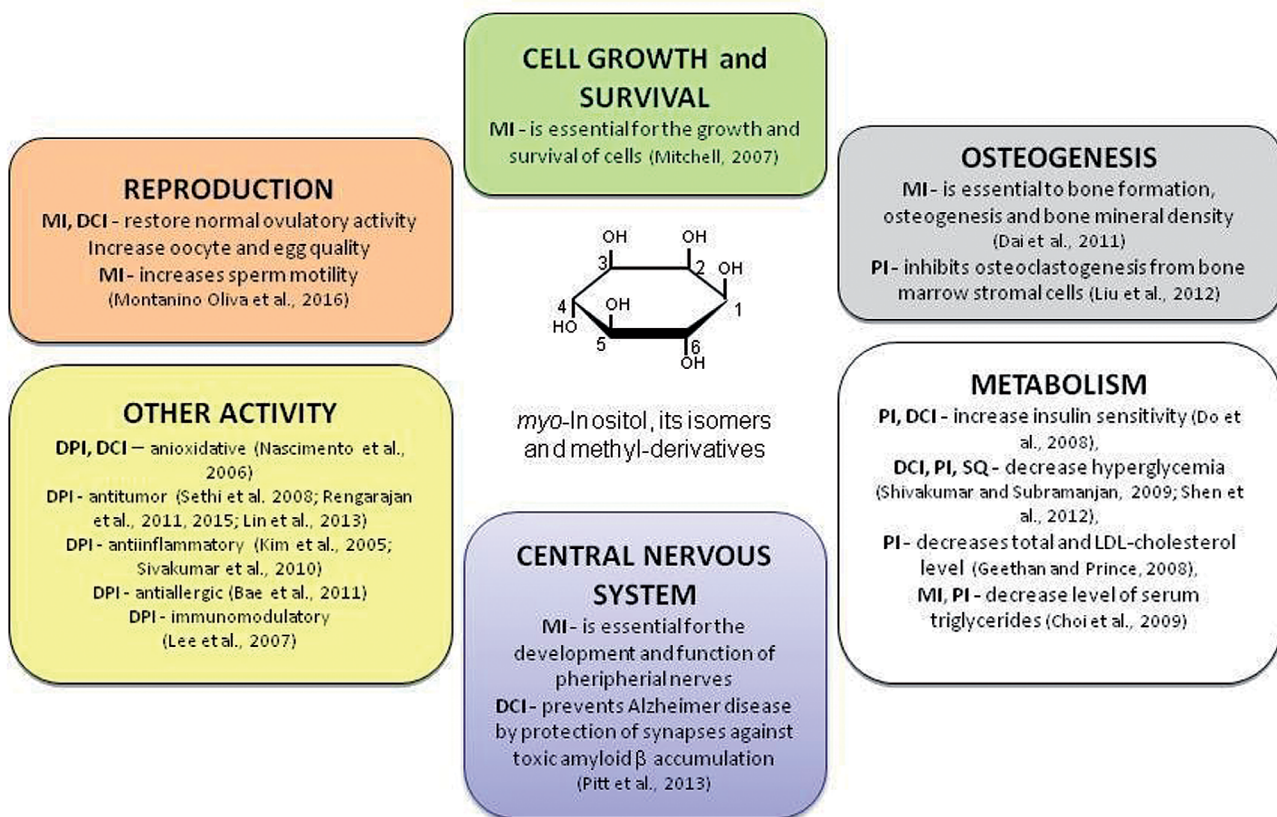 CELL GROWTH and
SURVIVAL
MI - is essential for the growth and
survival of cells (Mitchell, 2007)
REPRODUCTION
MI, DCI - restore normal ovulatory activity
Increase oocyte and egg quality
MI - increases sperm motility
(Montanino Oliva et al., 2016)
OSTEOGENESIS
MI - is essential to bone formation,
osteogenesis and bone mineral density
(Dai et al., 2011)
PI - inhibits osteoclastogenesis from bone
marrow stromal cells (Liu et al., 2012)
OH
OH
3
2
OH
4
OH
1
HO
5
6
OH
myo-Inositol, its isomers
and methyl-derivatives
OTHER ACTIVITY
DPI, DCI – anioxidative (Nascimento et al.,
2006)
DPI - antitumor (Sethi et al. 2008; Rengarajan
et al., 2011, 2015; Lin et al., 2013)
DPI - antiinflammatory (Kim et al., 2005;
Sivakumar et al., 2010)
DPI - antiallergic (Bae et al., 2011)
DPI - immunomodulatory
(Lee et al., 2007)
METABOLISM
PI, DCI - increase insulin sensitivity (Do et
al., 2008),
DCI, PI, SQ - decrease hyperglycemia
(Shivakumar and Subramanjan, 2009; Shen et
al., 2012),
PI - decreases total and LDL-cholesterol
level (Geethan and Prince, 2008),
MI, PI - decrease level of serum
triglycerides (Choi et al., 2009)
CENTRAL NERVOUS
SYSTEM
MI - is essential for the
development and function of
pheripherial nerves
DCI - prevents Alzheimer disease
by protection of synapses against
toxic amyloid β accumulation
(Pitt et al., 2013)